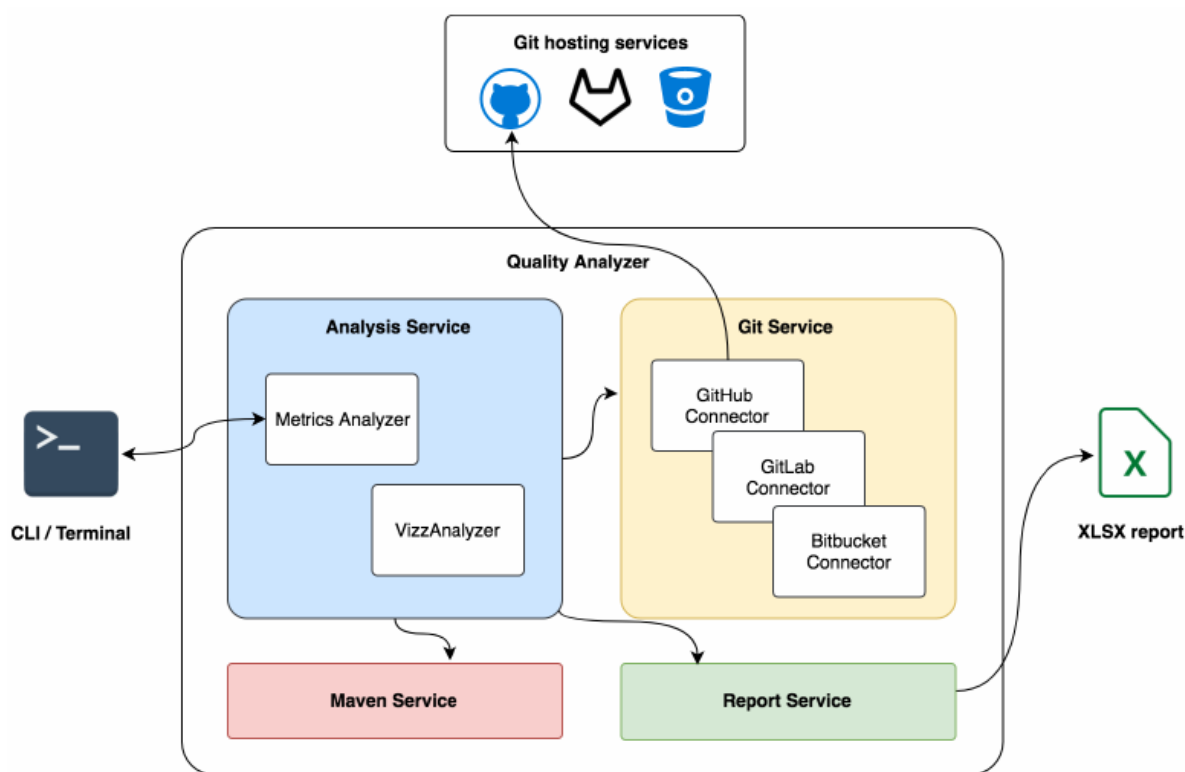 Git hosting services
Quality Analyzer
Analysis Service
Git Service
Metrics Analyzer
GitHub
Connector
>_
GitLab
Connector
X
CLI / Terminal
VizzAnalyzer
XLSX report
Bitbucket
Connector
Maven Service
Report Service